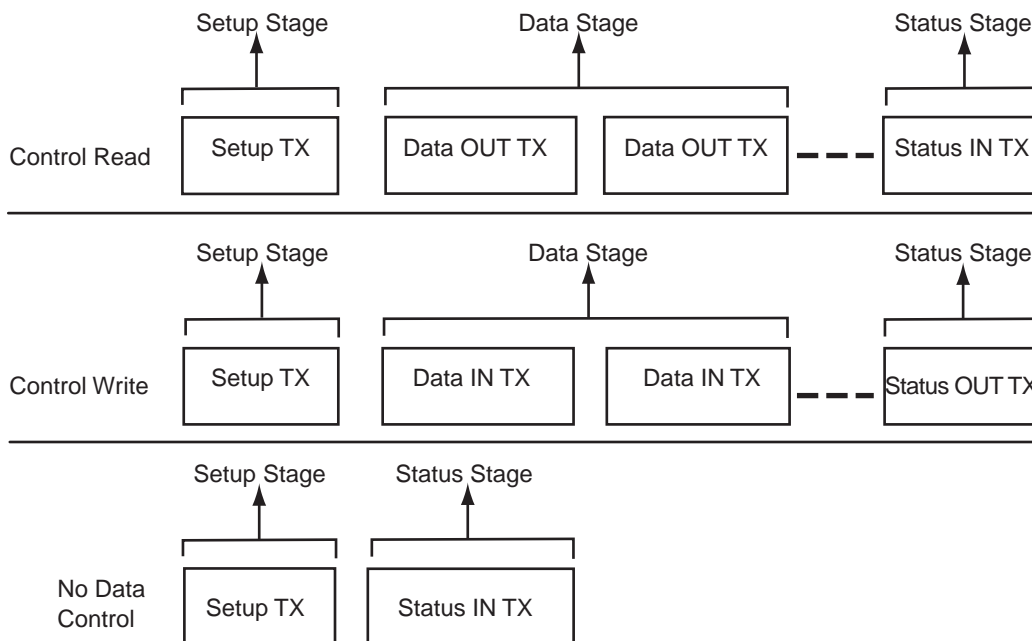 Setup Stage Data Stage Status Stage
Control Read Setup TX Data OUT TX Data OUT TX Status IN TX
Setup Stage Data Stage Status Stage
Control Write Setup TX Data IN TX Data IN TX Status OUT TX
Setup Stage Status Stage
No Data
Control Setup TX Status IN TX